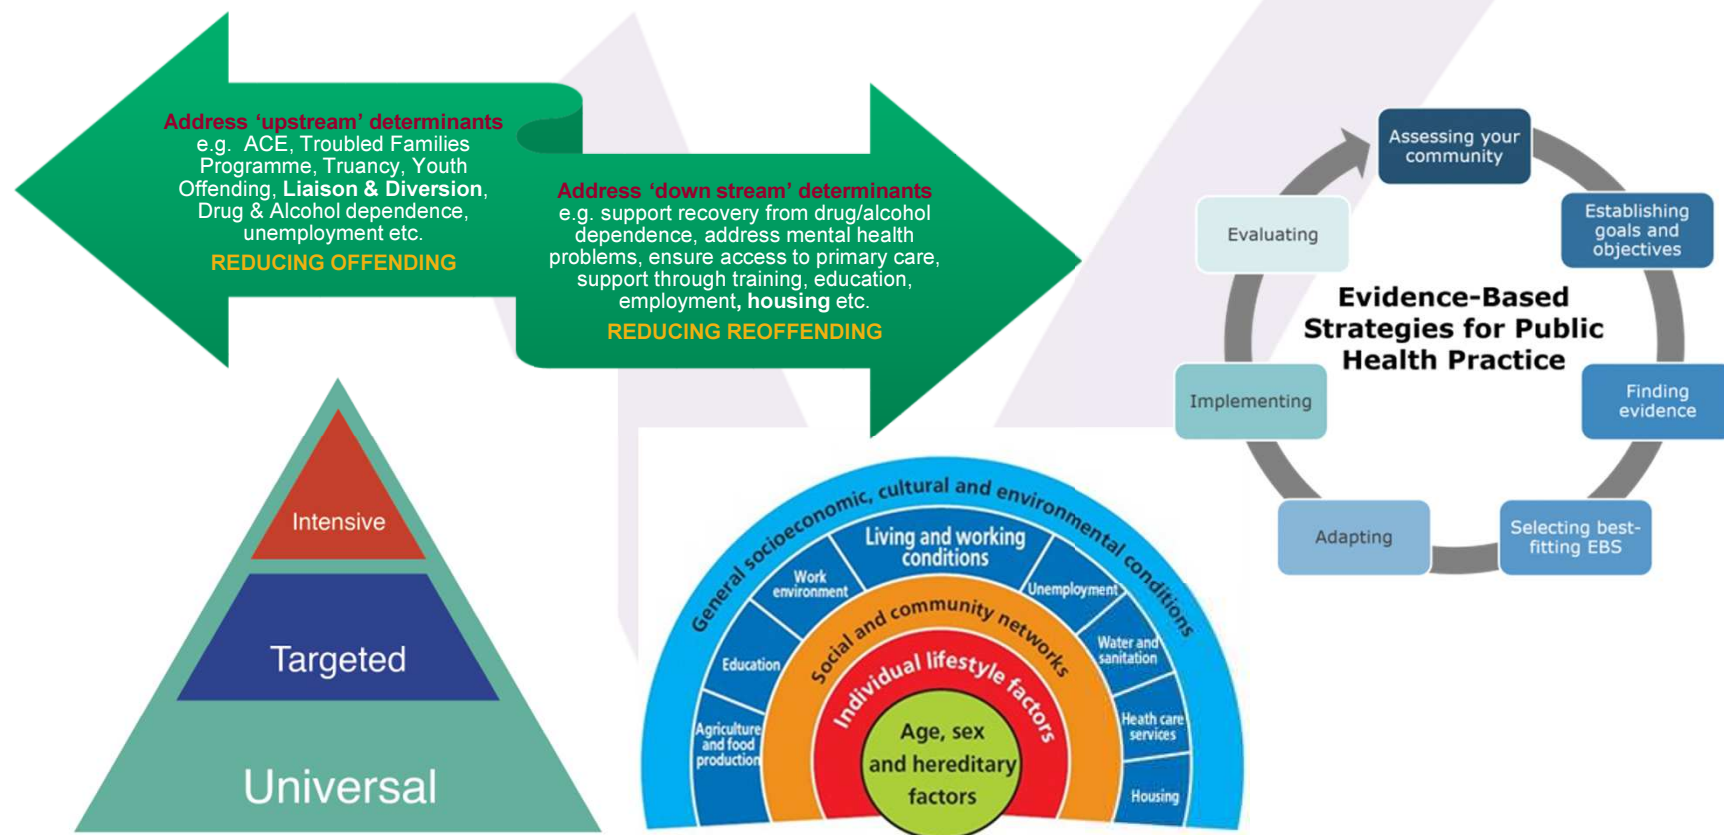 Address ‘upstream’ determinants
e.g. ACE, Troubled Families
Programme, Truancy, Youth
Offending, Liaison & Diversion,
Drug & Alcohol dependence,
unemployment etc.
REDUCING OFFENDING
Address ‘down stream’ determinants
e.g. support recovery from drug/alcohol
dependence, address mental health
problems, ensure access to primary care,
support through training, education,
employment, housing etc.
REDUCING REOFFENDING
Assessing your
community
Establishing
goals and
objectives
Finding
evidence
Selecting best-
fitting EBS
Adapting
Implementing
Evaluating
Evidence-Based
Strategies for Public
Health Practice
Intensive
Targeted
Universal
General socioeconomic, cultural and environmental conditions
Agriculture
and food
production
Education
Work
environment
Living and working
conditions
Unemployment
Water and
sanitation
Heath care
services
Housing
Social and community networks
Individual lifestyle factors
Age, sex
and hereditary
factors